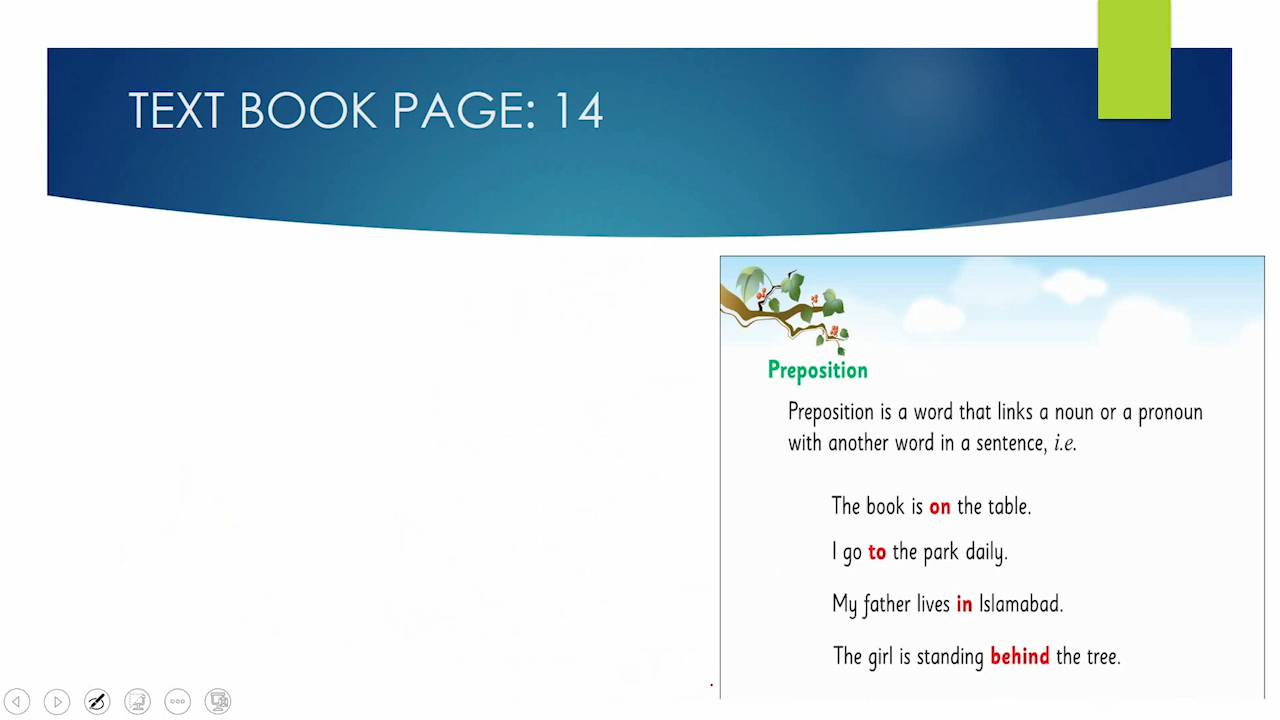 TEXT BOOK PAGE: 14
Preposition
Preposition is a word that links a noun or a pronoun
with another word in a sentence, i.e.
The book is on the table.
I go to the park daily.
My father lives in Islamabad.
The girl is standing behind the tree.